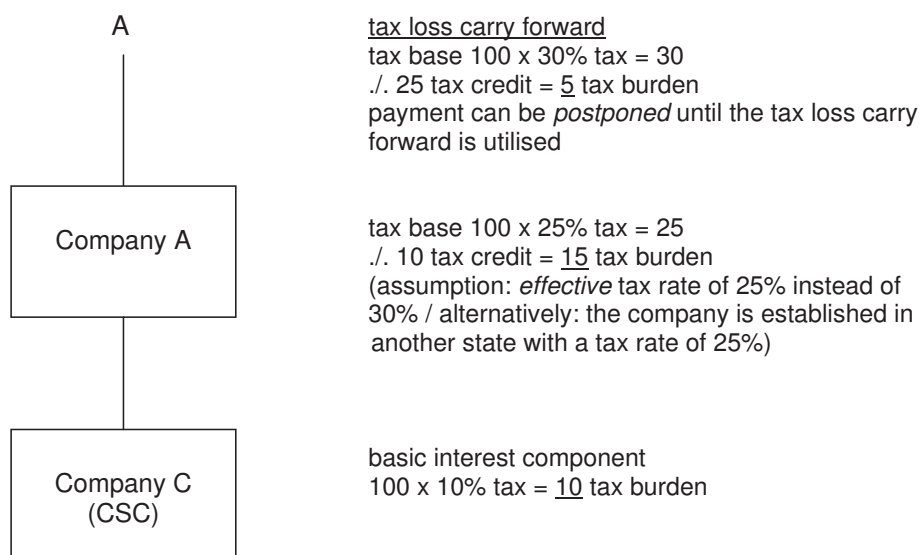 A
tax loss carry forward
tax base 100 x 30% tax = 30
./. 25 tax credit = 5 tax burden
payment can be postponed until the tax loss carry
forward is utilised
Company A
tax base 100 x 25% tax = 25
./. 10 tax credit = 15 tax burden
(assumption: effective tax rate of 25% instead of
30% / alternatively: the company is established in
another state with a tax rate of 25%)
Company C
(CSC)
basic interest component
100 x 10% tax = 10 tax burden